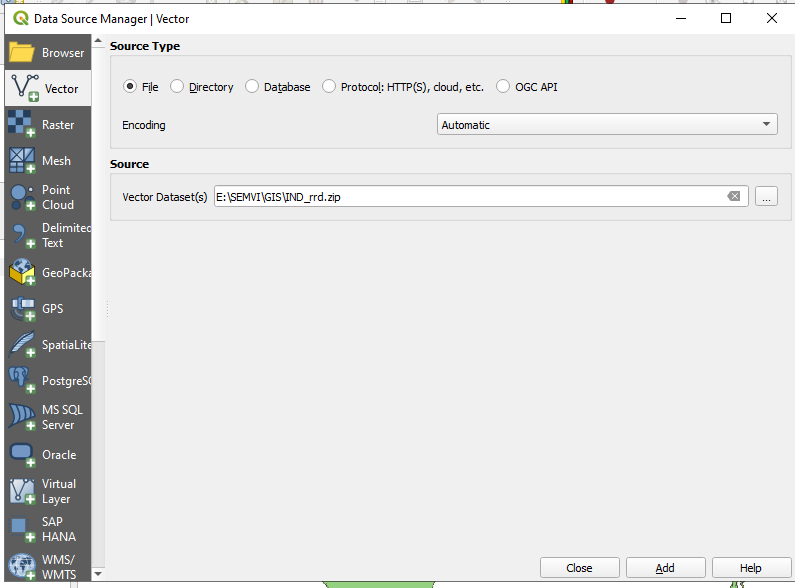 Data Source Manager | Vector
Browser
Vector
Raster
Mesh
Point
Cloud
Delimited
Text
GeoPacka
GPS
SpatiaLite
PostgreSQ
MS SQL
Server
Oracle
Virtual
Layer
SAP
HANA
WMS/
WMTS
Source Type
File
Directory
Database
Protocol: HTTP(S), cloud, etc.
OGC API
Encoding
Automatic
Source
Vector Dataset(s)
E:\SEMVI\GIS\IND_rrd.zip
...
Close
Add
Help